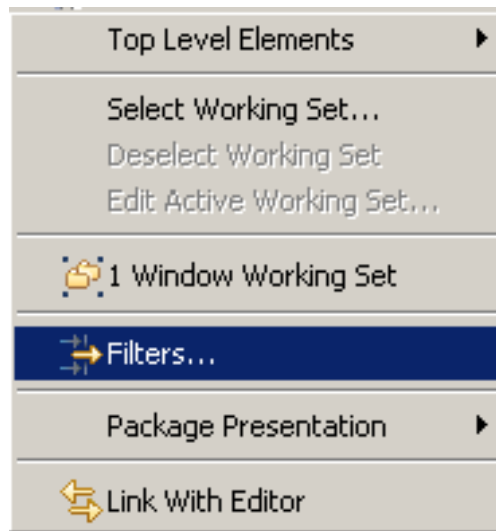 Top Level Elements
Select Working Set...
Deselect Working Set
Edit Active Working Set...
1 Window Working Set
Filters...
Package Presentation
Link With Editor